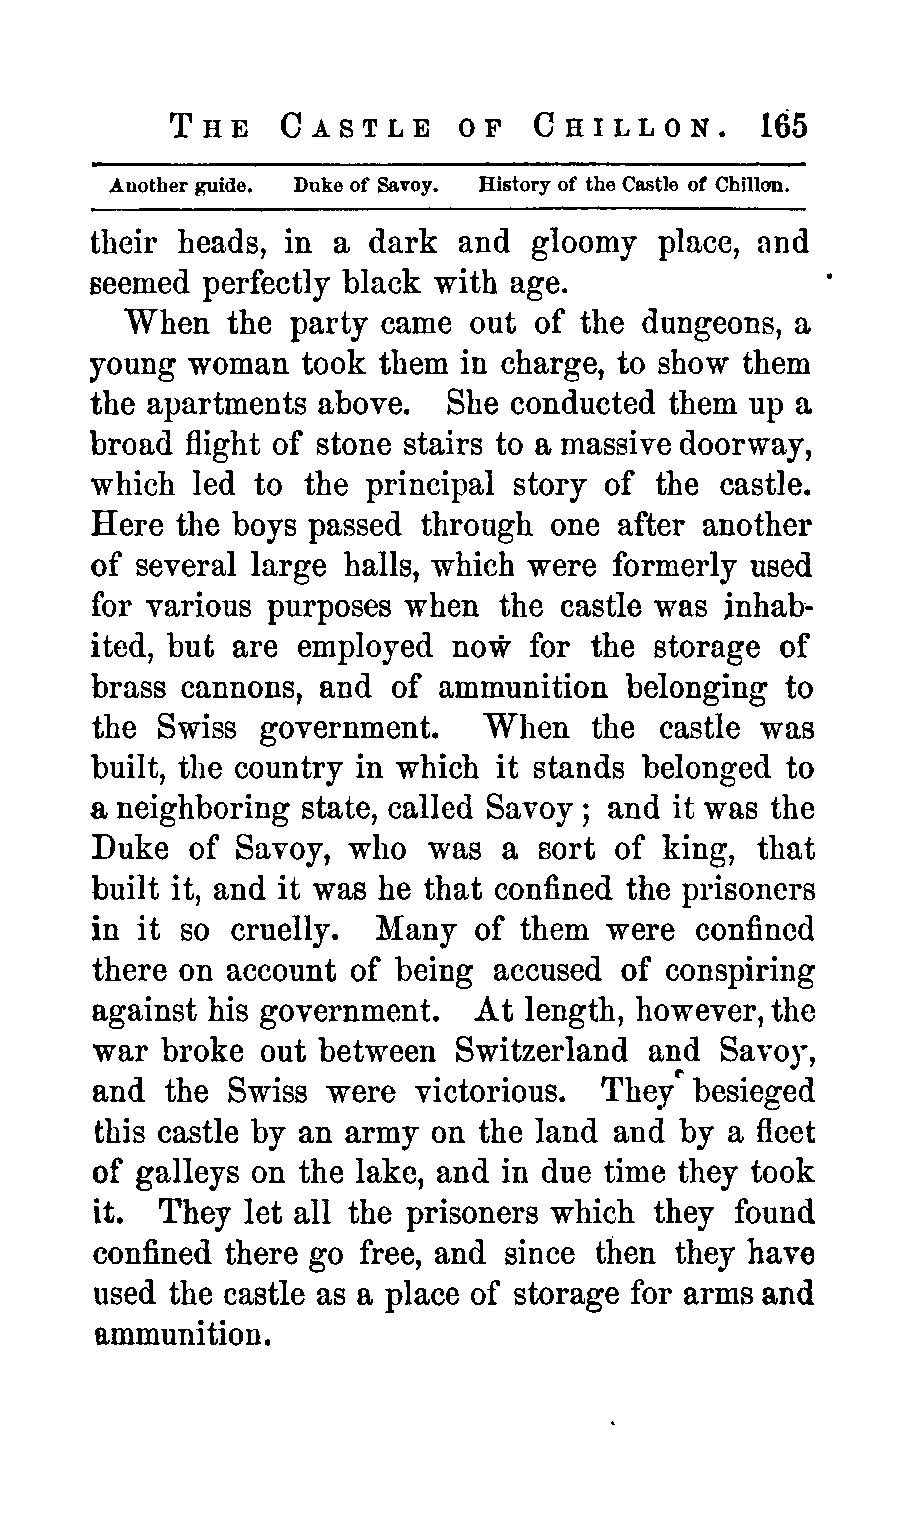 THE CASTLE OF CHILLON. 165
Another guide. Duke of Savoy. History of the Castle of Chillon.
their heads, in a dark and gloomy place, and
seemed perfectly black with age.
When the party came out of the dungeons, a
young woman took them in charge, to show them
the apartments above. She conducted them up a
broad flight of stone stairs to a massive doorway,
which led to the principal story of the castle.
Here the boys passed through one after another
of several large halls, which were formerly used
for various purposes when the castle was inhab-
ited, but are employed now for the storage of
brass cannons, and of ammunition belonging to
the Swiss government. When the castle was
built, the country in which it stands belonged to
a neighboring state, called Savoy; and it was the
Duke of Savoy, who was a sort of king, that
built it, and it was he that confined the prisoners
in it so cruelly. Many of them were confined
there on account of being accused of conspiring
against his government. At length, however, the
war broke out between Switzerland and Savoy,
and the Swiss were victorious. They besieged
this castle by an army on the land and by a fleet
of galleys on the lake, and in due time they took
it. They let all the prisoners which they found
confined there go free, and since then they have
used the castle as a place of storage for arms and
ammunition.